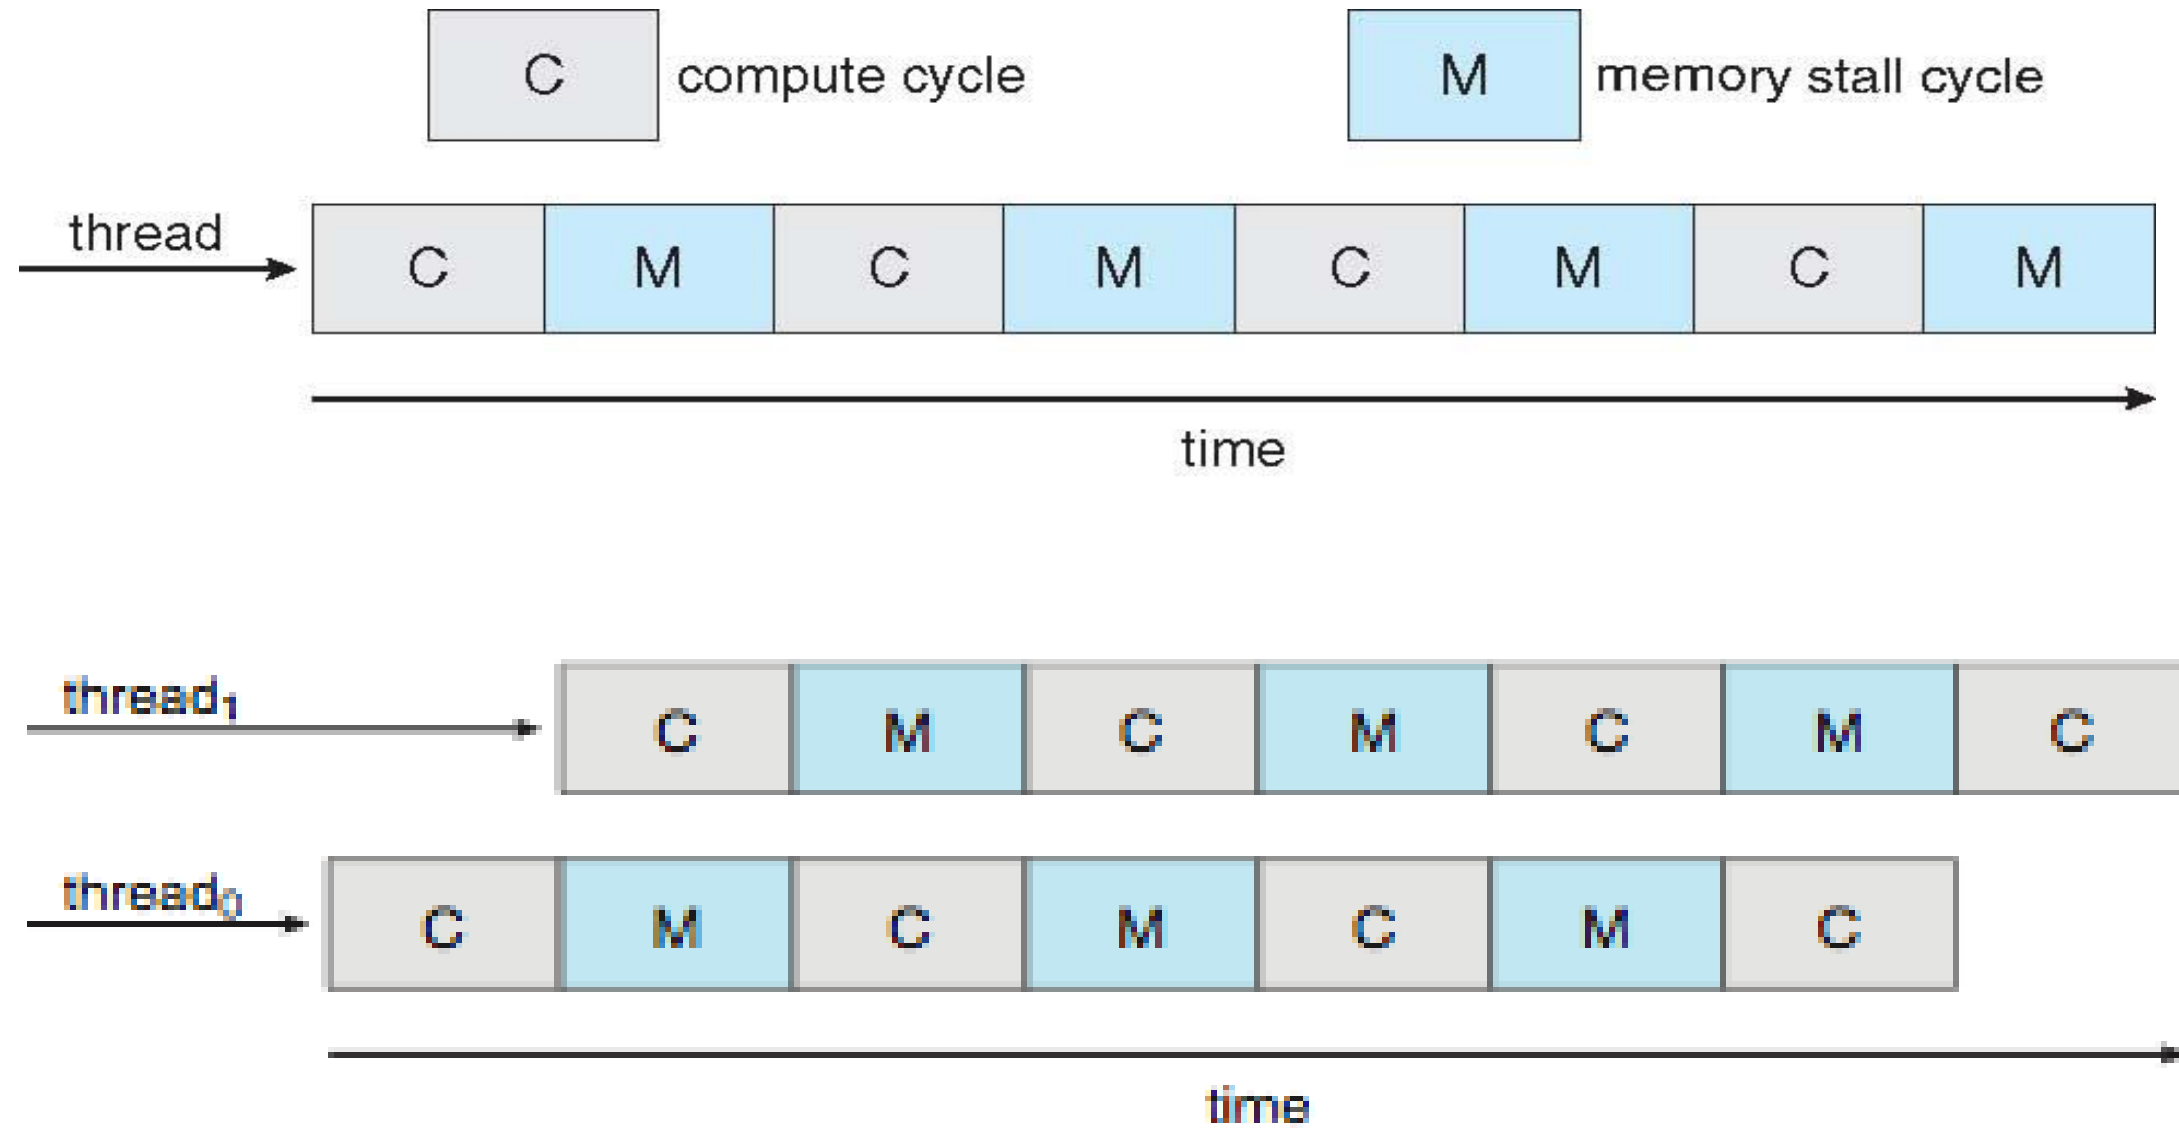 C compute cycle M memory stall cycle
thread
C M C M C M C M
time
thread1
C M C M C M C
thread0
C M C M C M C
time